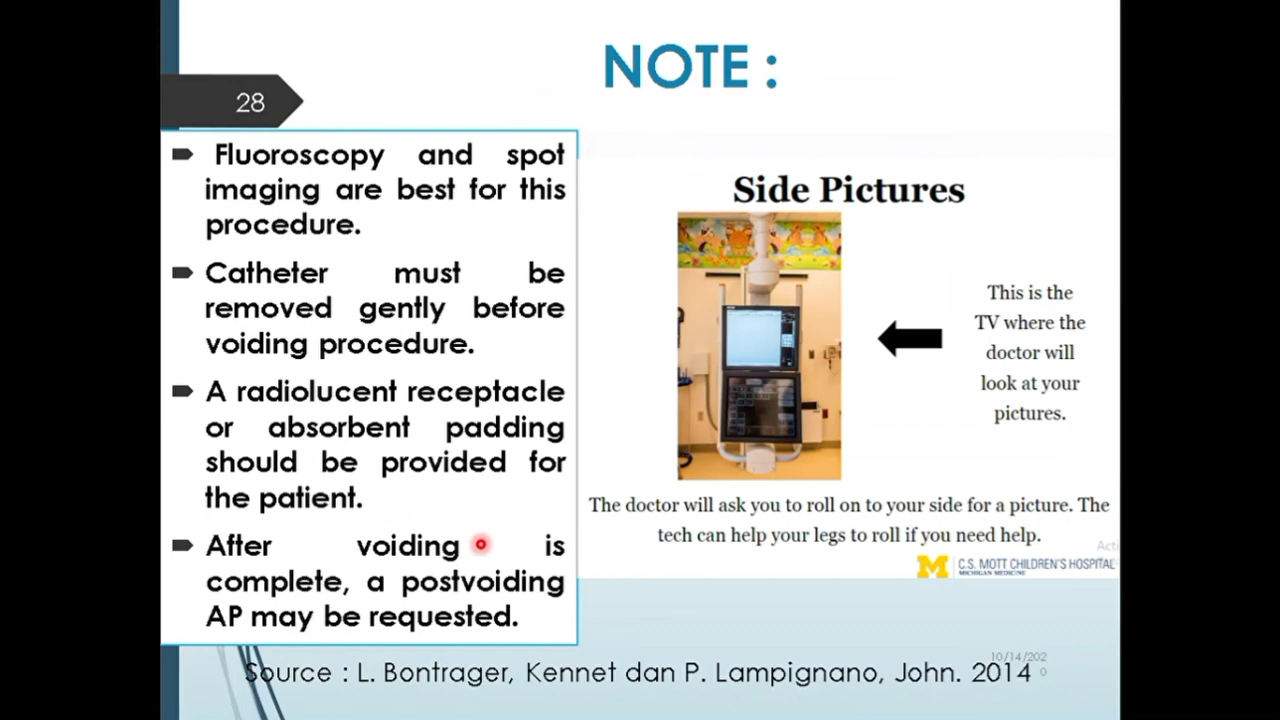 NOTE :
28
Fluoroscopy and spot
imaging are best for this
procedure.
Catheter must be
removed gently before
voiding procedure.
A radiolucent receptacle
or absorbent padding
should be provided for
the patient.
After voiding is
complete, a postvoiding
AP may be requested.
Side Pictures
This is the
TV where the
doctor will
look at your
pictures.
The doctor will ask you to roll on to your side for a picture. The
tech can help your legs to roll if you need help.
M C.S. MOTT CHILDREN'S HOSPITAL
MICHIGAN MEDICINE
Acti
10/14/202
0
Source : L. Bontrager, Kennet dan P. Lampignano, John. 2014